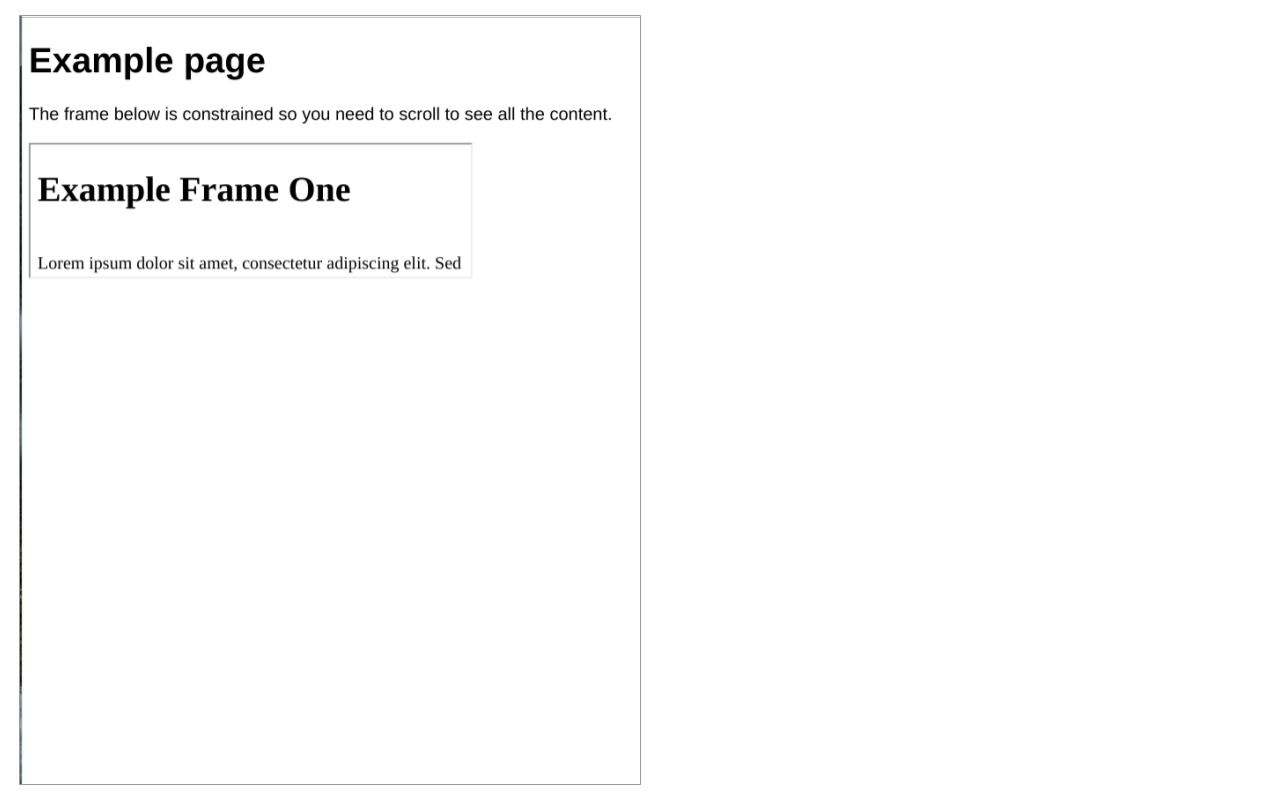 Example page
The frame below is constrained so you need to scroll to see all the content.
Example Frame One
Lorem ipsum dolor sit amet, consectetur adipiscing elit. Sed